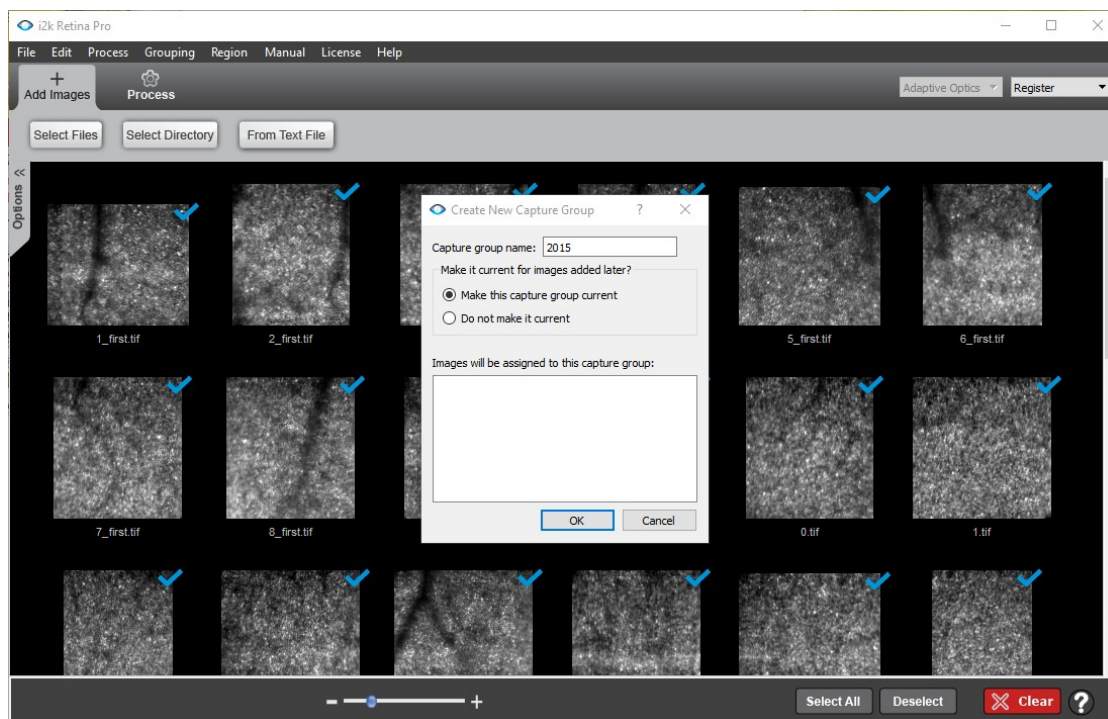 i2k Retina Pro
File Edit Process Grouping Region Manual License Help
Add Images
Process
Adaptive Optics
Register
Select Files
Select Directory
From Text File
<< Options
Create New Capture Group ?
Capture group name: 2015
Make it current for images added later?
Make this capture group current
Do not make it current
Images will be assigned to this capture group:
OK
Cancel
1_first.tif
2_first.tif
5_first.tif
6_first.tif
7_first.tif
8_first.tif
0.tif
1.tif
Select All
Deselect
Clear
?